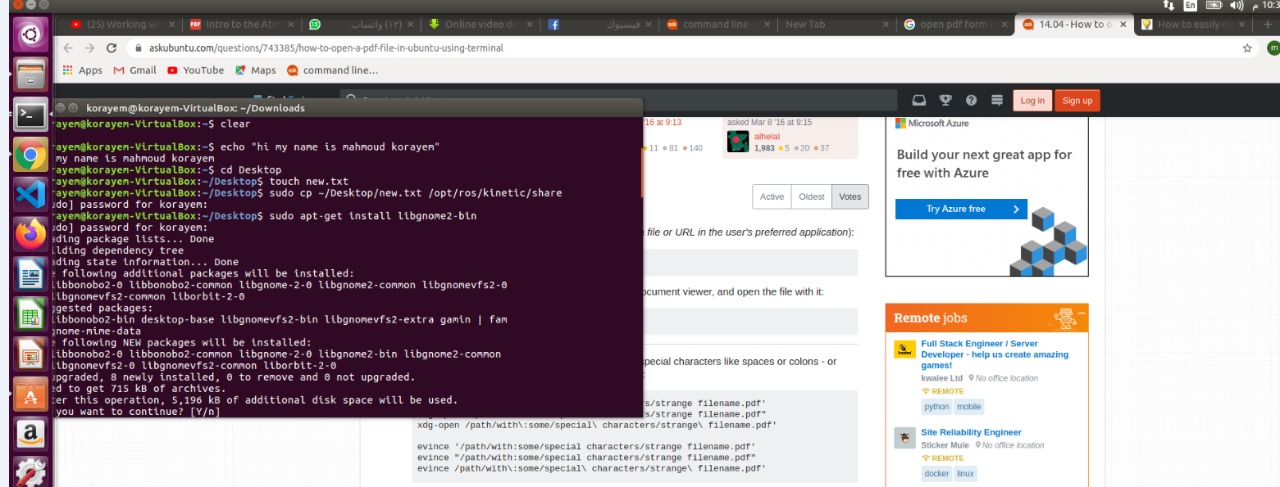 (25) Working w
Intro to the Atm
(١٢) واتساب
Online video do
فيسبوك
command line
New Tab
open pdf form
14.04 - How to o
How to easily o
En
10:3
askubuntu.com/questions/743385/how-to-open-a-pdf-file-in-ubuntu-using-terminal
Apps
Gmail
YouTube
Maps
command line...
Log in
Sign up
korayem@korayem-VirtualBox: ~/Downloads
rayem@korayem-VirtualBox:~$ clear
rayem@korayem-VirtualBox:~$ echo "hi my name is mahmoud korayem"
my name is mahmoud korayem
rayem@korayem-VirtualBox:~$ cd Desktop
rayem@korayem-VirtualBox:~/Desktop$ touch new.txt
rayem@korayem-VirtualBox:~/Desktop$ sudo cp ~/Desktop/new.txt /opt/ros/kinetic/share
udo] password for korayem:
rayem@korayem-VirtualBox:~/Desktop$ sudo apt-get install libgnome2-bin
udo] password for korayem:
ading package lists... Done
ilding dependency tree
ading state information... Done
e following additional packages will be installed:
libbonobo2-0 libbonobo2-common libgnome-2-0 libgnome2-common libgnomevfs2-0
libgnomevfs2-common liborbit-2-0
ggested packages:
libbonobo2-bin desktop-base libgnomevfs2-bin libgnomevfs2-extra gamin | fam
gnome-mime-data
e following NEW packages will be installed:
libbonobo2-0 libbonobo2-common libgnome-2-0 libgnome2-bin libgnome2-common
libgnomevfs2-0 libgnomevfs2-common liborbit-2-0
upgraded, 8 newly installed, 0 to remove and 0 not upgraded.
ed to get 715 kB of archives.
ter this operation, 5,196 kB of additional disk space will be used.
you want to continue? [Y/n]
'16 at 9:13
11 81 140
asked Mar 8 '16 at 9:15
alhelal
1,983 5 20 37
Active
Oldest
Votes
file or URL in the user's preferred application):
ocument viewer, and open the file with it:
special characters like spaces or colons - or
s/strange filename.pdf'
s/strange filename.pdf"
xdg-open /path/with\:some/special\ characters/strange\ filename.pdf'
evince '/path/with:some/special characters/strange filename.pdf'
evince "/path/with:some/special characters/strange filename.pdf"
evince /path/with:some/special\ characters/strange\ filename.pdf'
Microsoft Azure
Build your next great app for
free with Azure
Try Azure free
Remote jobs
Full Stack Engineer / Server
Developer - help us create amazing
games!
kwalee Ltd No office location
REMOTE
python mobile
Site Reliability Engineer
Sticker Mule No office location
REMOTE
docker linux